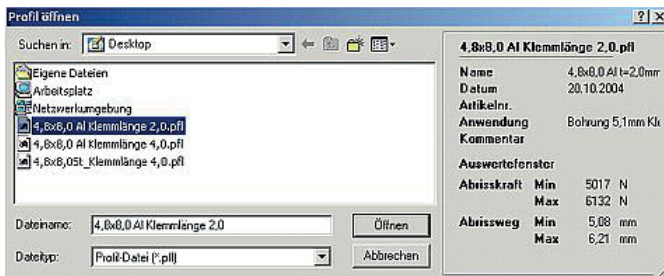 Profil öffnen
Suchen in: Desktop
Eigene Dateien
Arbeitsplatz
Netzwerkumgebung
4,8x8,0 Al Klemmlänge 2,0.pfl
4,8x8,0 Al Klemmlänge 4,0.pfl
4,8x8,0St_Klemmlänge 4,0.pfl
Dateiname: 4,8x8,0 Al Klemmlänge 2,0 Öffnen
Dateityp: Profil-Datei (*.pfl) Abbrechen
4,8x8,0 Al Klemmlänge 2,0.pfl
Name 4,8x8,0 Al t=2,0mm
Datum 20.10.2004
Artikelnr.
Anwendung Bohrung 5,1mm Kle
Kommentar
Auswertefenster
Abrisskraft Min 5017 N
Max 6132 N
Abrissweg Min 5,08 mm
Max 6,21 mm